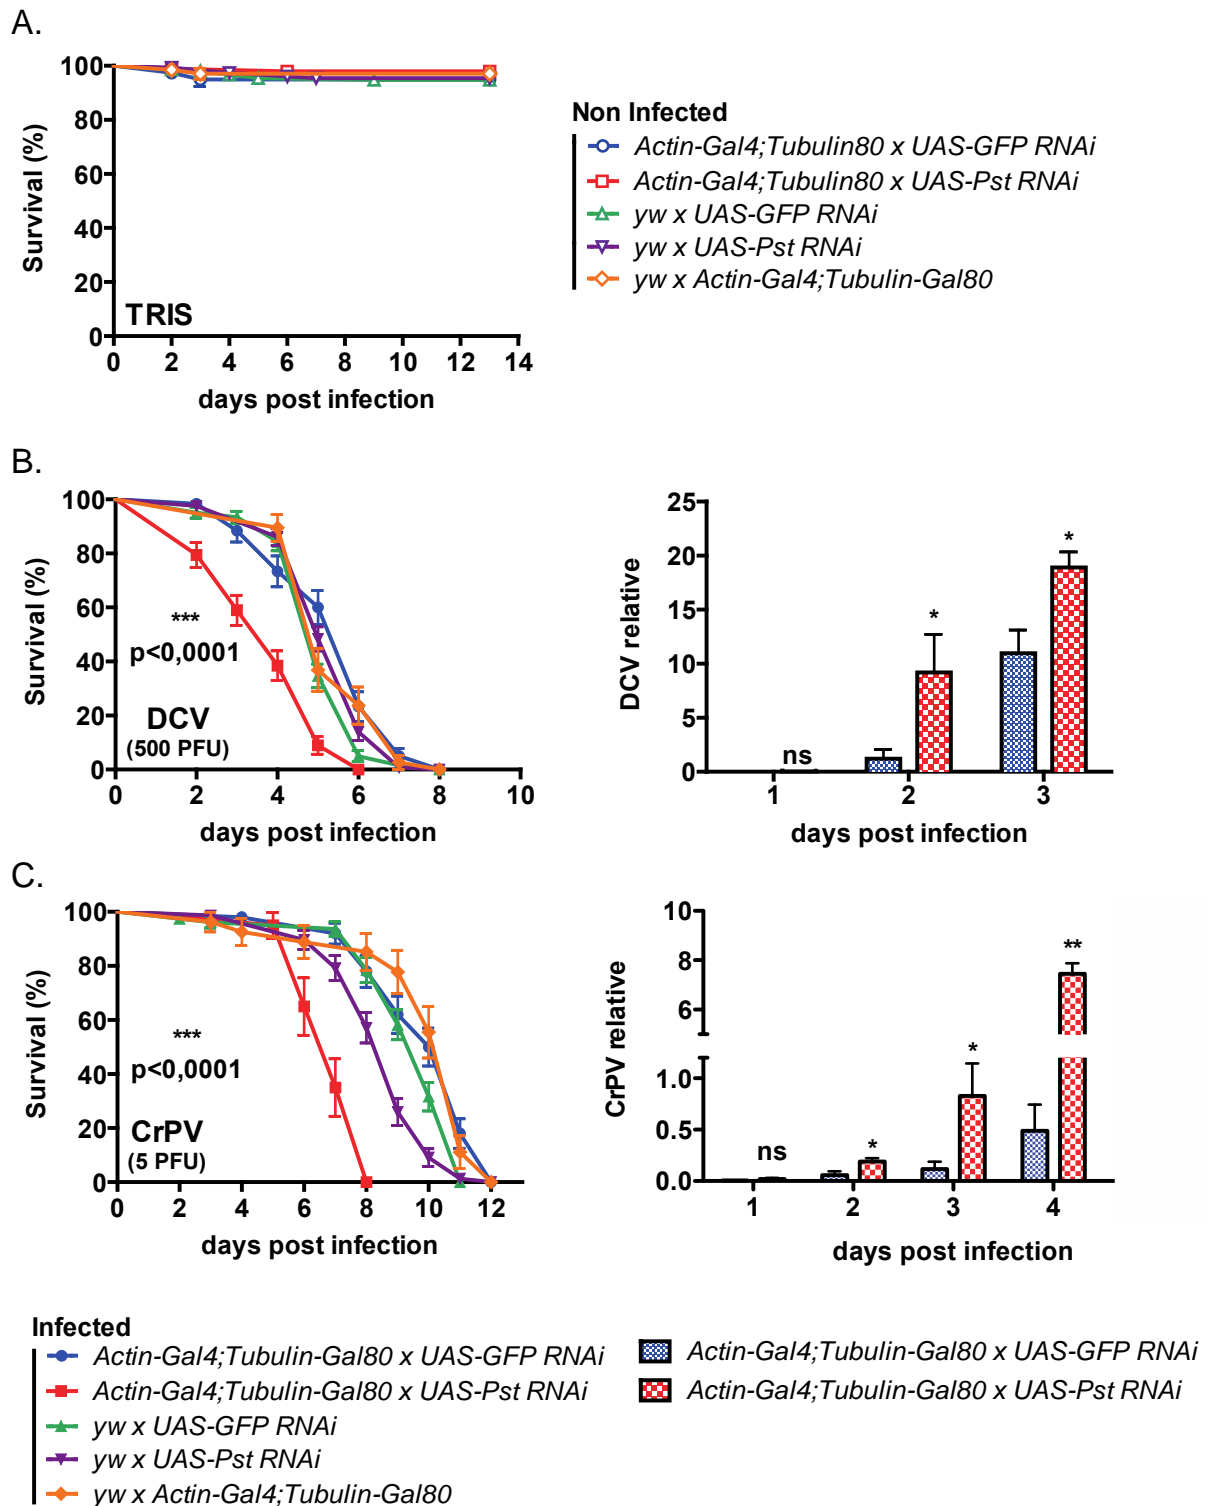 A.
100
80
60
40
20
0
Survival (%)
TRIS
0 2 4 6 8 10 12 14
days post infection
Non Infected
Actin-Gal4;Tubulin80 x UAS-GFP RNAi
Actin-Gal4;Tubulin80 x UAS-Pst RNAi
yw x UAS-GFP RNAi
yw x UAS-Pst RNAi
yw x Actin-Gal4;Tubulin-Gal80
B.
100
80
60
40
20
0
Survival (%)
***
p<0,0001
DCV
(500 PFU)
0 2 4 6 8 10
days post infection
25
20
15
10
5
0
DCV relative
ns
*
*
1 2 3
days post infection
C.
100
80
60
40
20
0
Survival (%)
***
p<0,0001
CrPV
(5 PFU)
0 2 4 6 8 10 12
days post infection
10
8
6
1.0
0.5
0.0
CrPV relative
ns
*
*
**
1 2 3 4
days post infection
Infected
Actin-Gal4;Tubulin-Gal80 x UAS-GFP RNAi
Actin-Gal4;Tubulin-Gal80 x UAS-Pst RNAi
yw x UAS-GFP RNAi
yw x UAS-Pst RNAi
yw x Actin-Gal4;Tubulin-Gal80
Actin-Gal4;Tubulin-Gal80 x UAS-GFP RNAi
Actin-Gal4;Tubulin-Gal80 x UAS-Pst RNAi